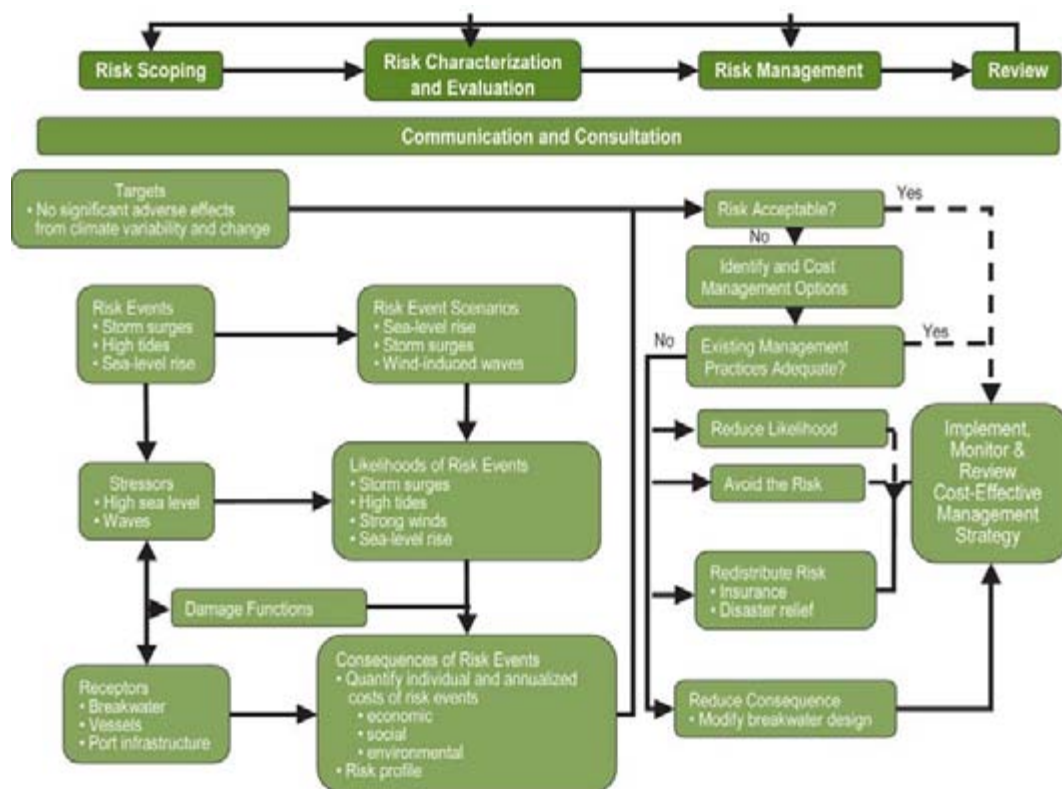 Risk Scoping
Risk Characterization
and Evaluation
Risk Management
Review
Communication and Consultation
Targets
• No significant adverse effects
from climate variability and change
Risk Acceptable?
Yes
No
Identify and Cost
Management Options
Risk Events
• Storm surges
• High tides
• Sea-level rise
Risk Event Scenarios
• Sea-level rise
• Storm surges
• Wind-induced waves
No
Existing Management
Practices Adequate?
Yes
Reduce Likelihood
Avoid the Risk
Implement,
Monitor &
Review
Cost-Effective
Management
Strategy
Stressors
• High sea level
• Waves
Likelihoods of Risk Events
• Storm surges
• High tides
• Strong winds
• Sea-level rise
Redistribute Risk
• Insurance
• Disaster relief
Damage Functions
Receptors
• Breakwater
• Vessels
• Port infrastructure
Consequences of Risk Events
• Quantify individual and annualized
costs of risk events
• economic
• social
• environmental
• Risk profile
Reduce Consequence
• Modify breakwater design